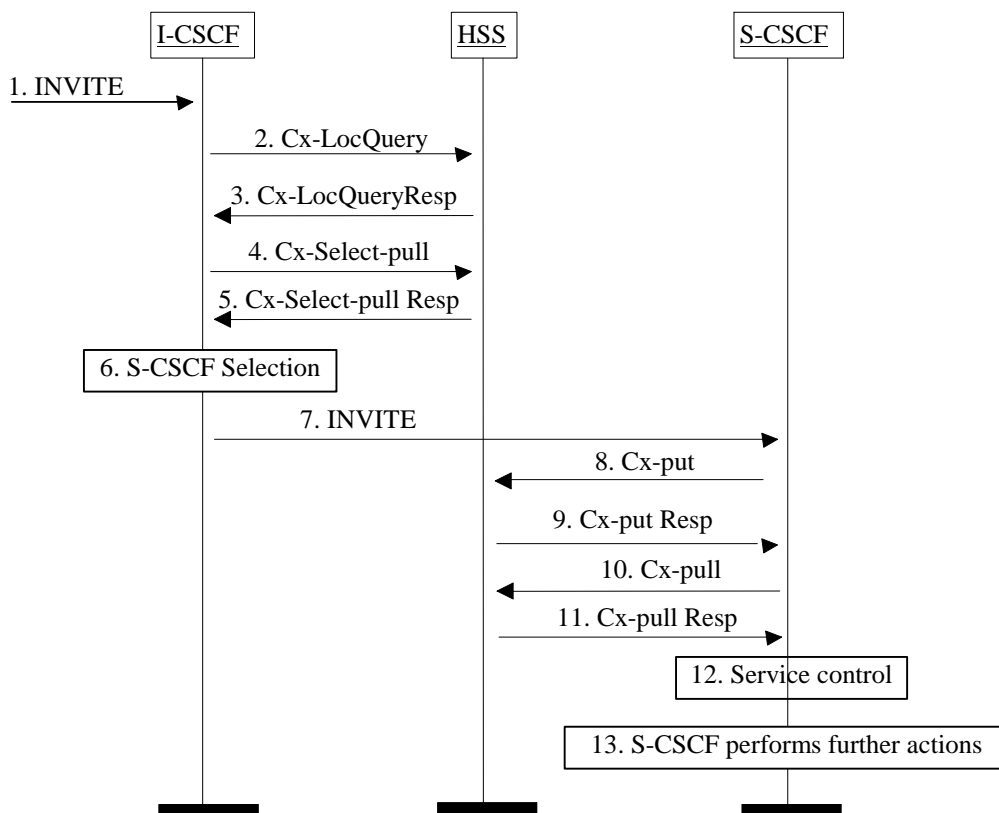 I-CSCF
HSS
S-CSCF
1. INVITE
2. Cx-LocQuery
3. Cx-LocQueryResp
4. Cx-Select-pull
5. Cx-Select-pull Resp
6. S-CSCF Selection
7. INVITE
8. Cx-put
9. Cx-put Resp
10. Cx-pull
11. Cx-pull Resp
12. Service control
13. S-CSCF performs further actions